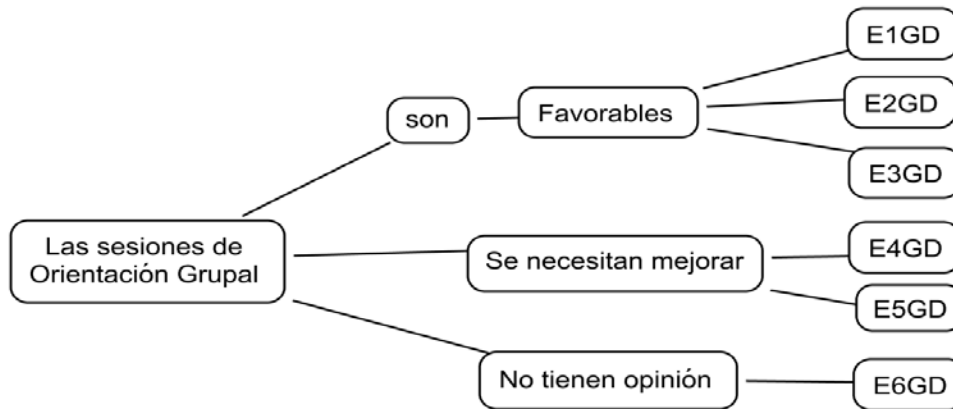 Las sesiones de
Orientación Grupal
son
Favorables
E1GD
E2GD
E3GD
Se necesitan mejorar
E4GD
E5GD
No tienen opinión
E6GD